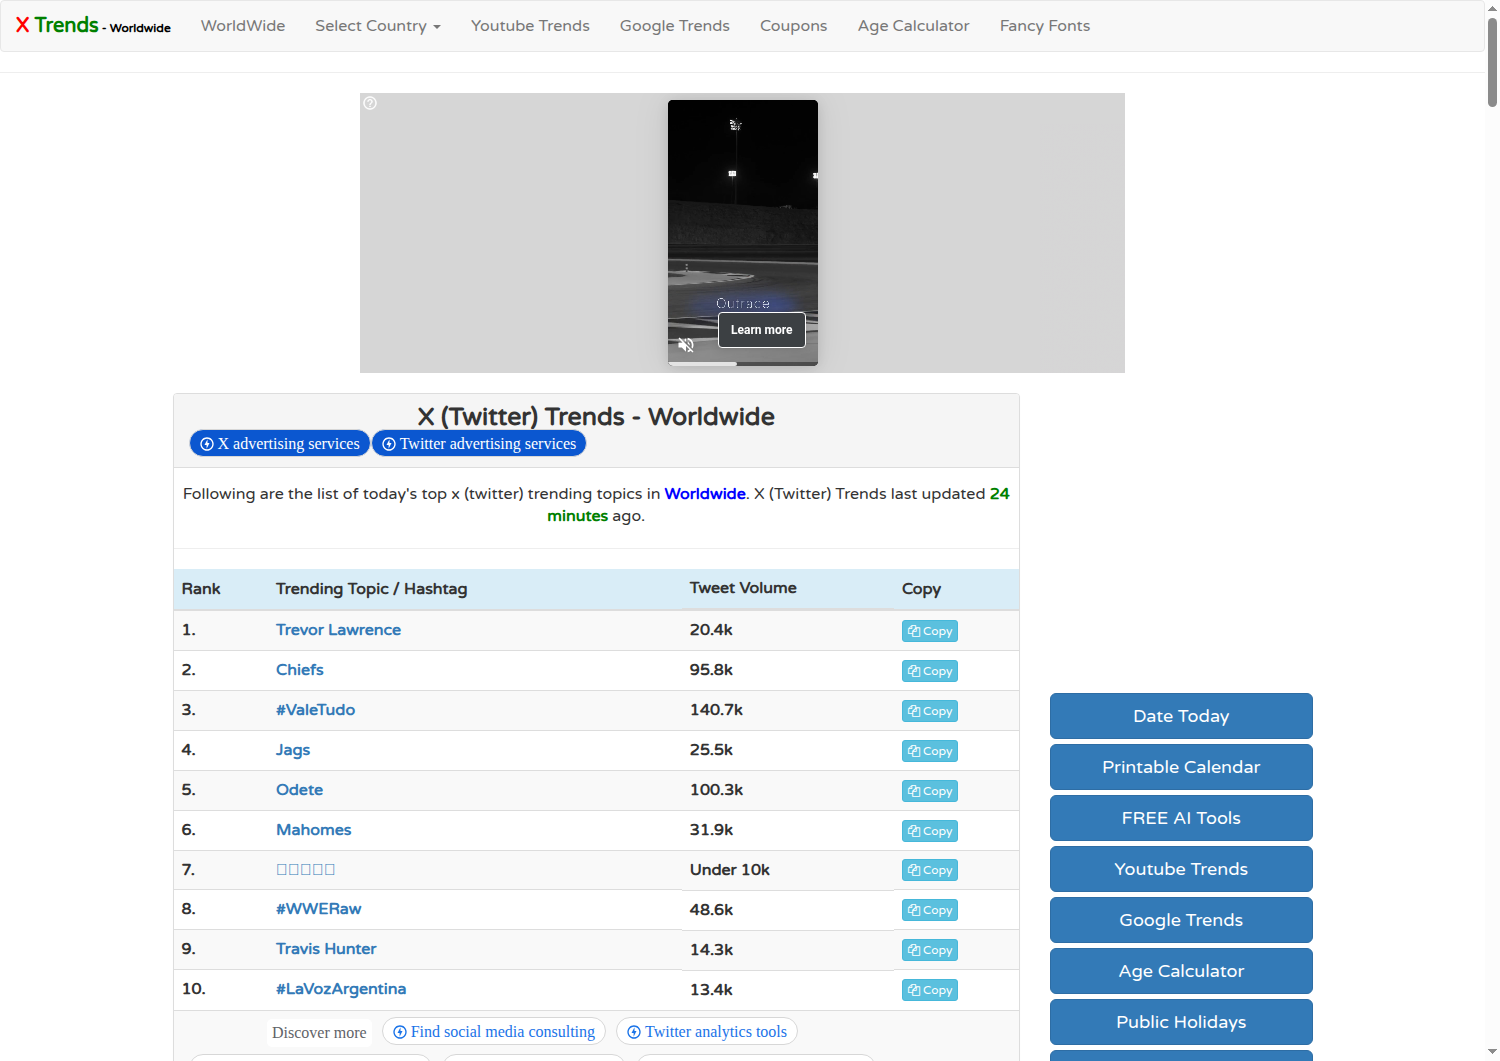 X Trends - Worldwide
WorldWide
Select Country
Youtube Trends
Google Trends
Coupons
Age Calculator
Fancy Fonts
Outrace
Learn more
X (Twitter) Trends - Worldwide
X advertising services
Twitter advertising services
Following are the list of today's top x (twitter) trending topics in Worldwide. X (Twitter) Trends last updated 24
minutes ago.
Rank Trending Topic / Hashtag Tweet Volume Copy
1. Trevor Lawrence 20.4k Copy
2. Chiefs 95.8k Copy
3. #ValeTudo 140.7k Copy
4. Jags 25.5k Copy
5. Odete 100.3k Copy
6. Mahomes 31.9k Copy
7. Under 10k Copy
8. #WWERaw 48.6k Copy
9. Travis Hunter 14.3k Copy
10. #LaVozArgentina 13.4k Copy
Discover more
Find social media consulting
Twitter analytics tools
Date Today
Printable Calendar
FREE AI Tools
Youtube Trends
Google Trends
Age Calculator
Public Holidays